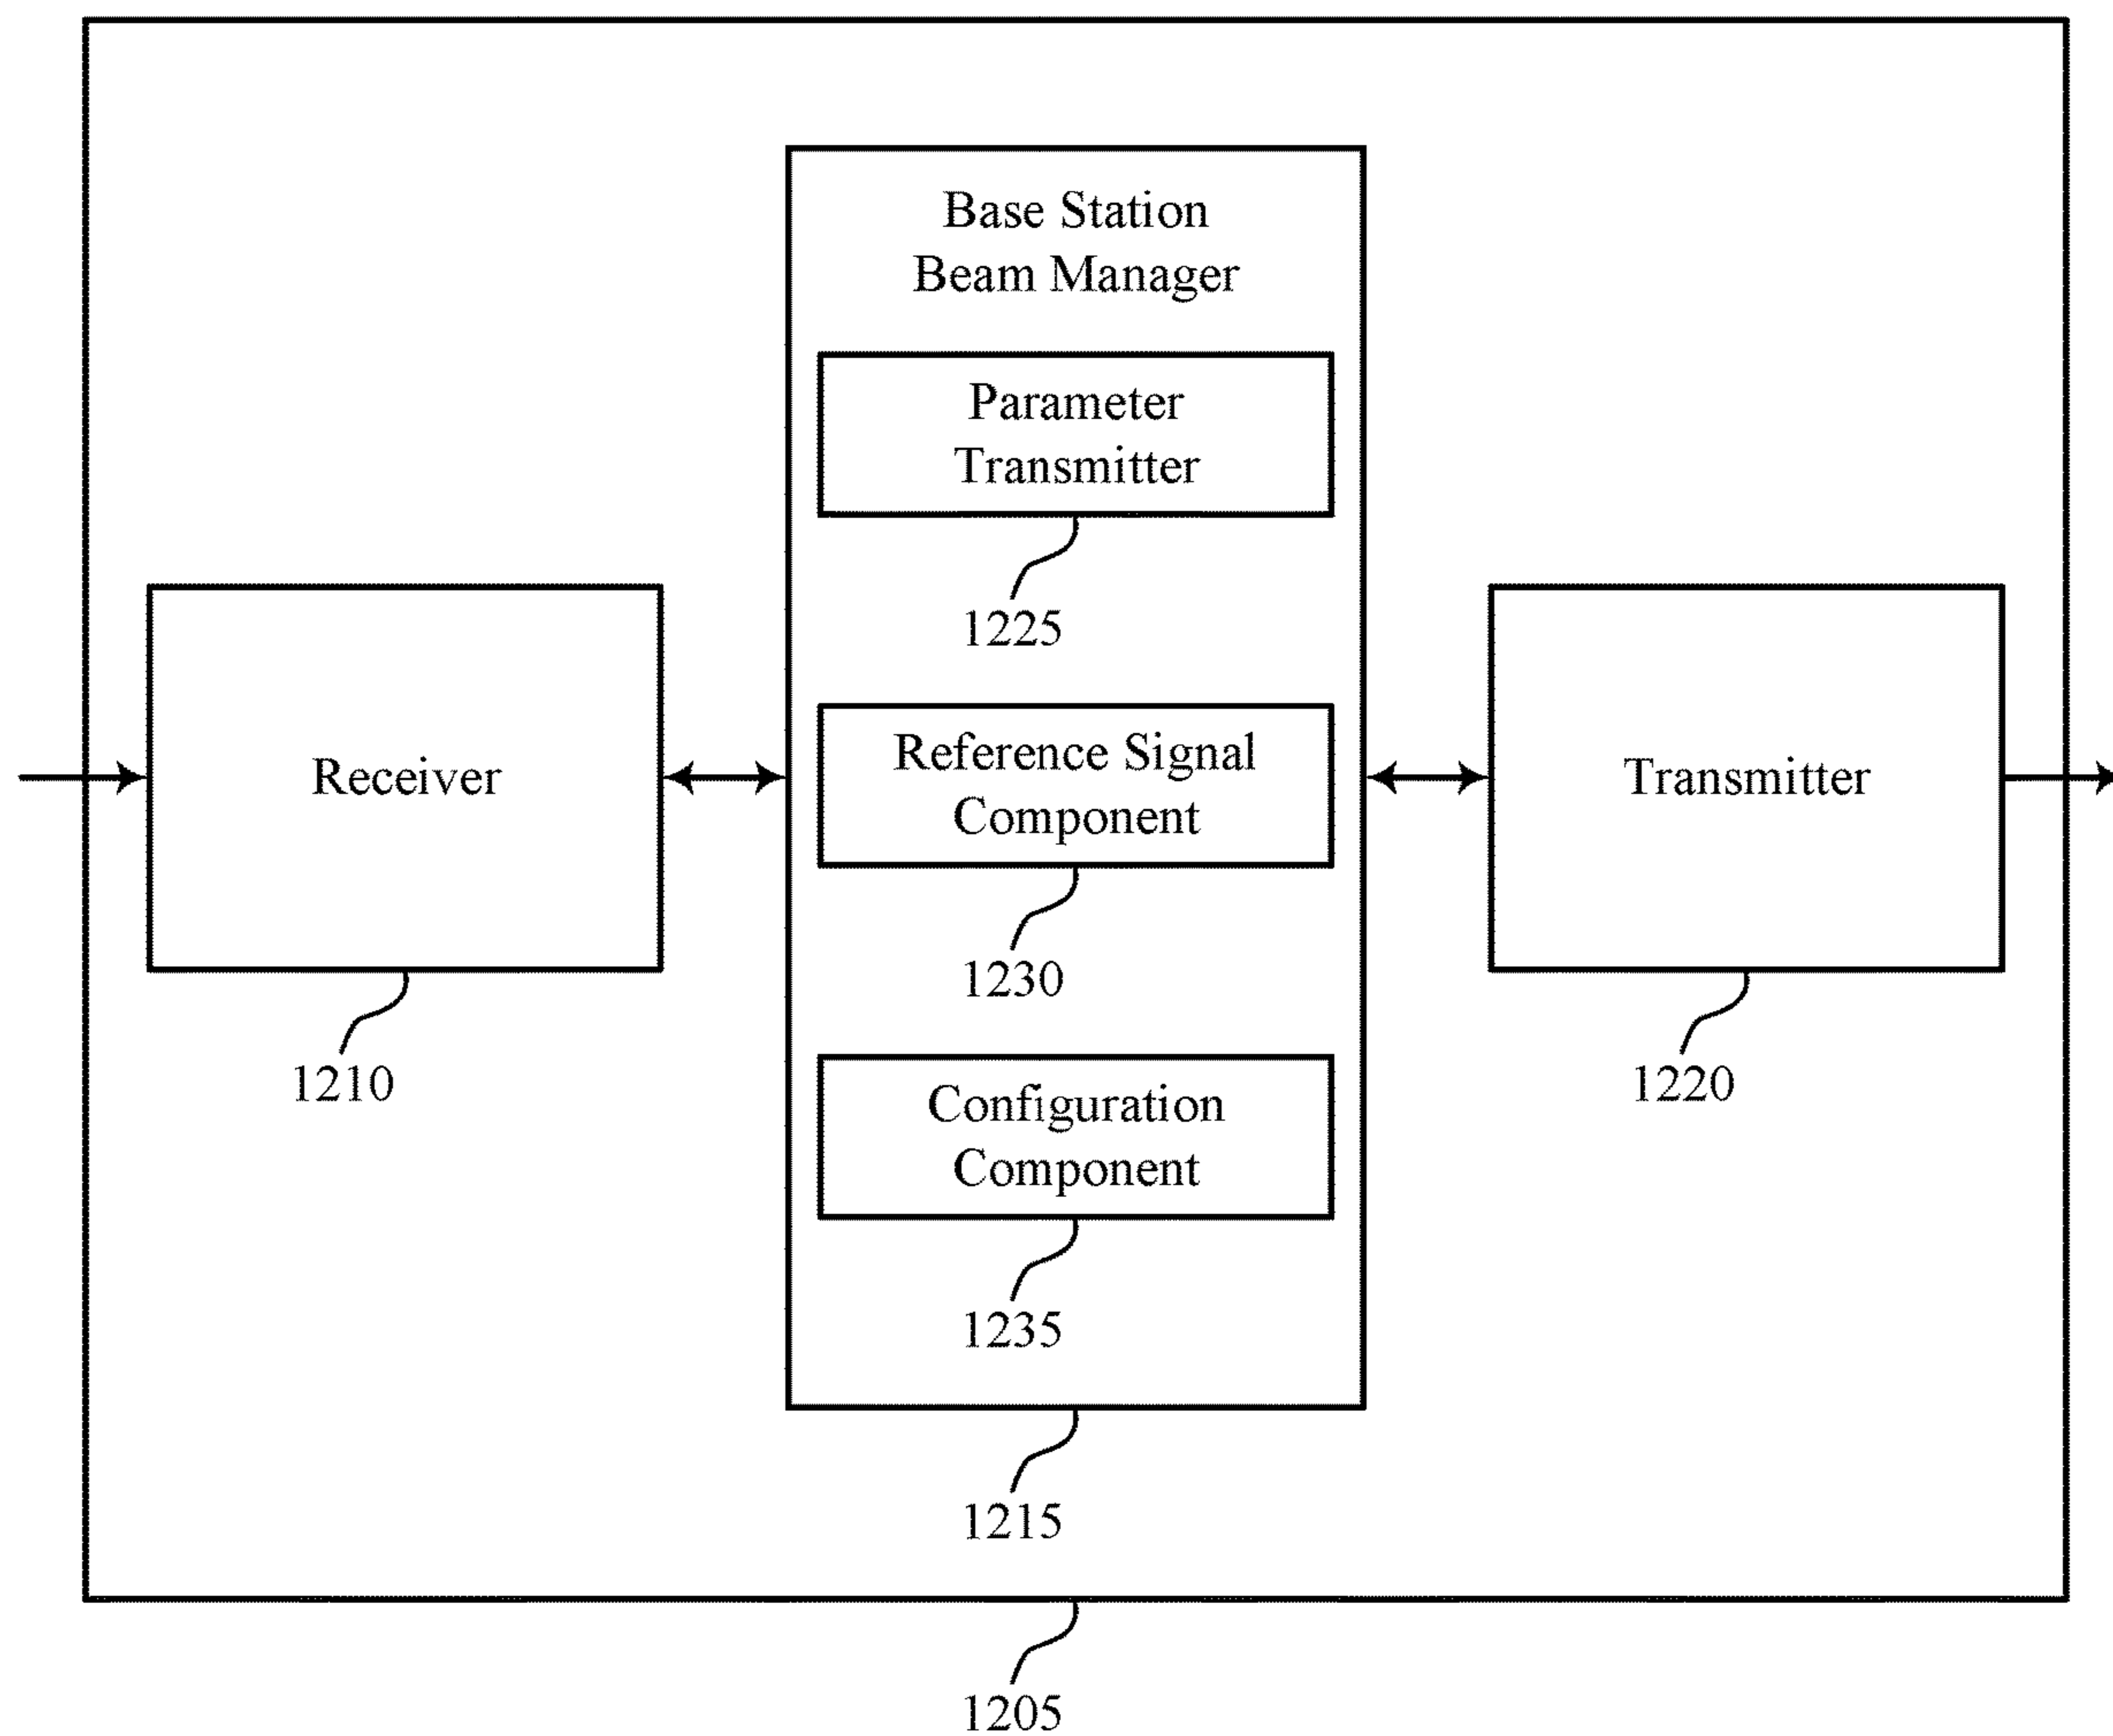 Base Station
Beam Manager
Parameter
Transmitter
1225
Receiver
1210
Reference Signal
Component
1230
Configuration
Component
1235
1215
Transmitter
1220
1205